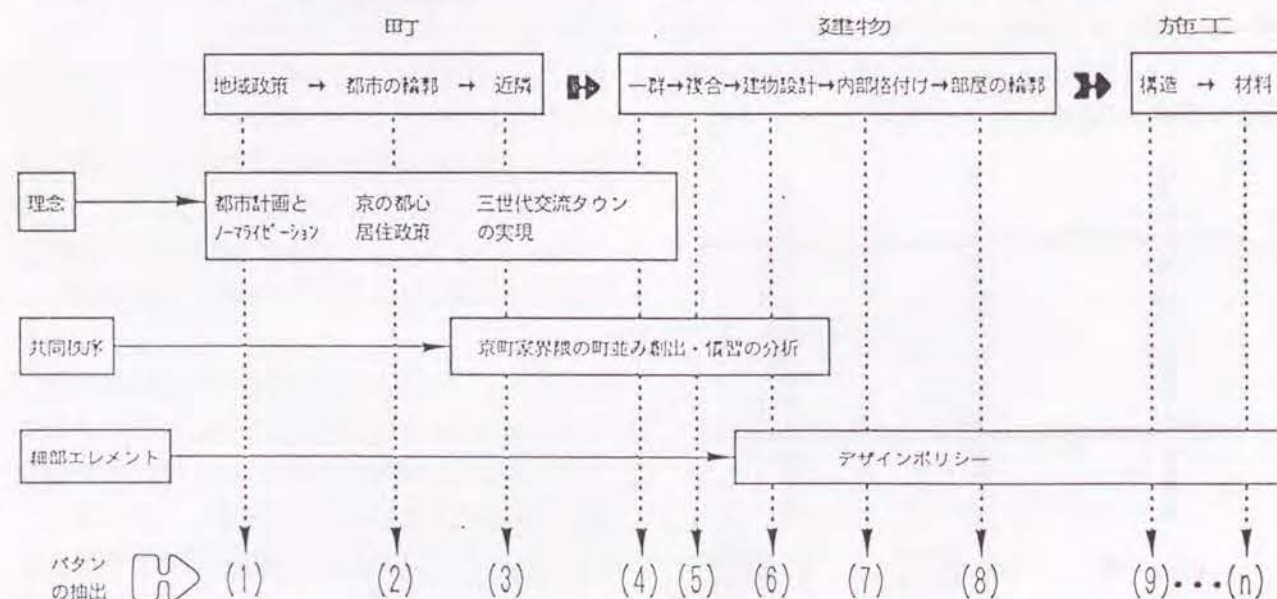 町 建物 施工
地域政策 → 都市の輪郭 → 近隣 一群→複合→建物設計→内部格付け→部屋の輪郭 構造 → 材料
理念
都市計画と 京の都心 三世代交流タウン
ノーマライゼーション 居住政策 の実現
共同秩序 京町家界隈の町並み創出・慣習の分析
細部エレメント デザインポリシー
パタン
の抽出
(1) (2) (3) (4) (5) (6) (7) (8) (9)・・・(n)